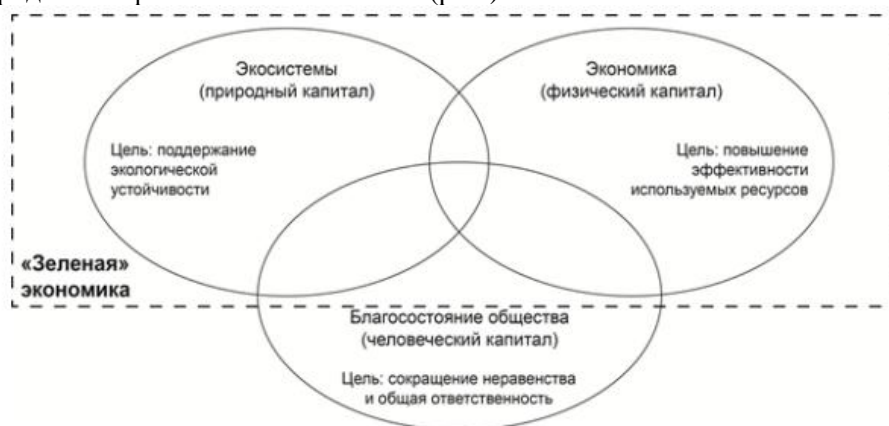 Экосистемы
(природный капитал)
Цель: поддержание
экологической
устойчивости
Экономика
(физический капитал)
Цель: повышение
эффективности
используемых ресурсов
«Зеленая»
экономика
Благосостояние общества
(человеческий капитал)
Цель: сокращение неравенства
и общая ответственность